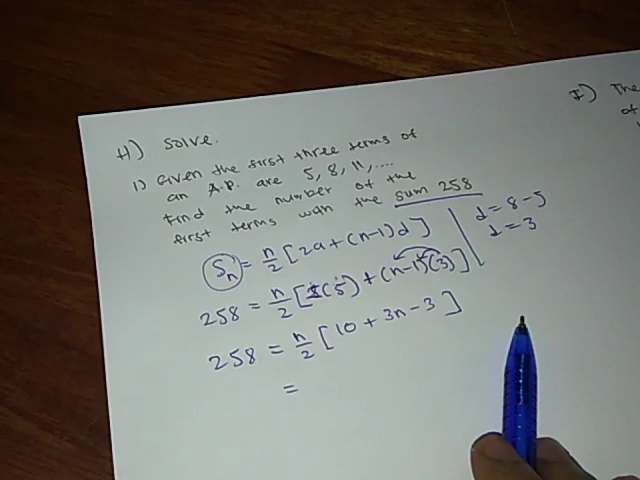 H) Solve.
1) Given the first three terms of
an A.P. are 5, 8, 11, ....
Find the number of the
first terms with the sum 258
Sn = n/2 [2a + (n-1)d]
d = 8 - 5
d = 3
258 = n/2 [2(5) + (n-1)(3)]
258 = n/2 [10 + 3n - 3]
=
I) The
of